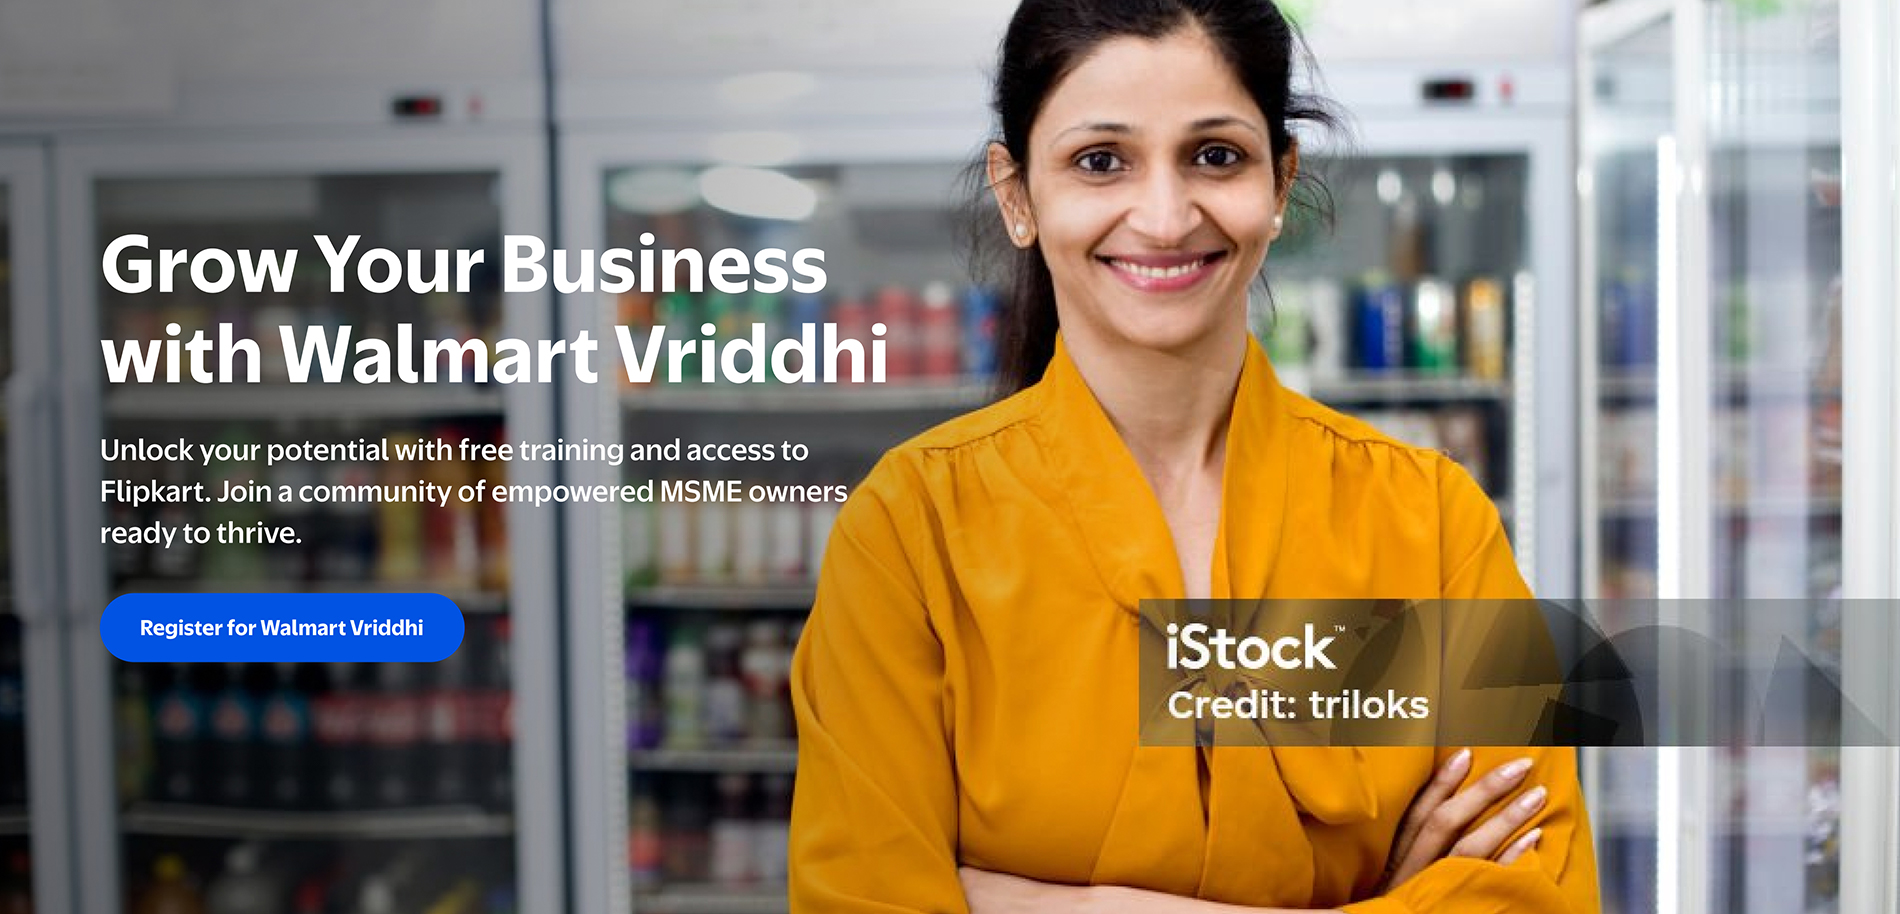 Grow Your Business
with Walmart Vriddhi
Unlock your potential with free training and access to
Flipkart. Join a community of empowered MSME owners
ready to thrive.
Register for Walmart Vriddhi
iStock™
Credit: triloks